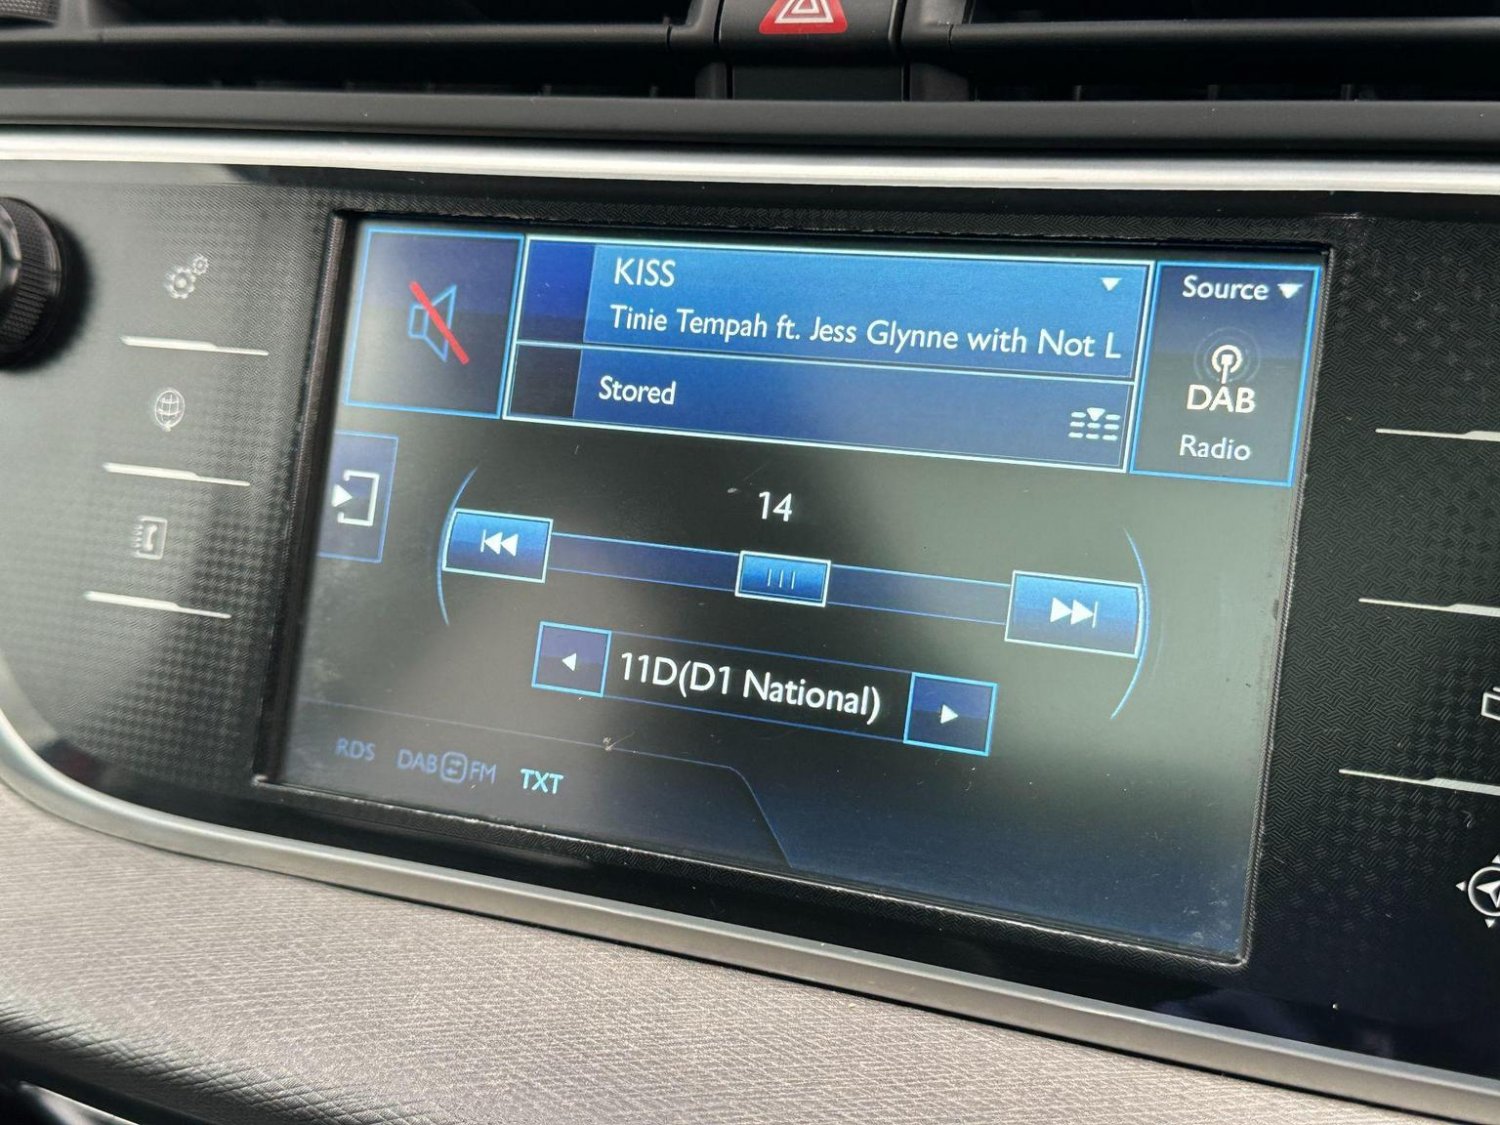 KISS
Tinie Tempah ft. Jess Glynne with Not L
Source
DAB
Radio
Stored
14
11D(D1 National)
RDS DAB FM TXT